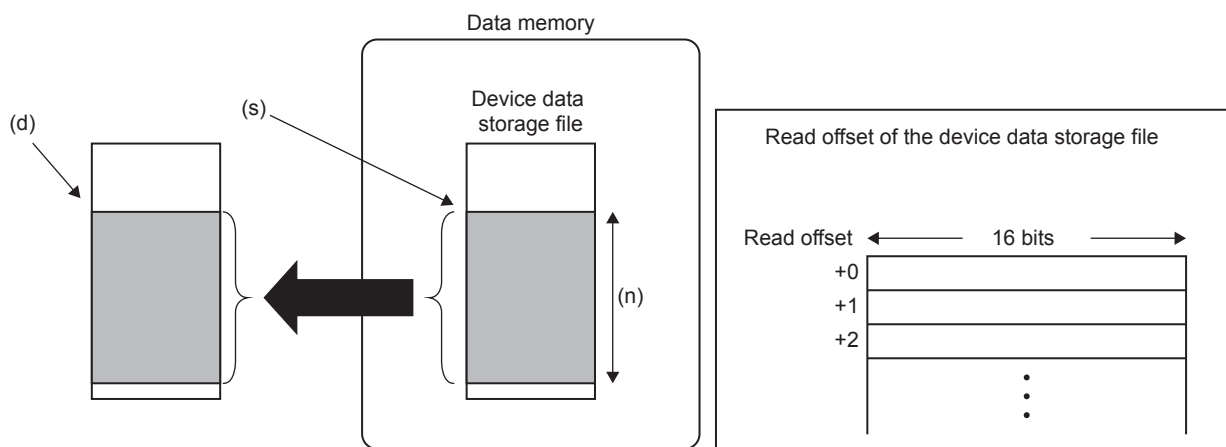 Data memory
Device data
storage file
(s)
(d)
(n)
Read offset of the device data storage file
Read offset
16 bits
+0
+1
+2